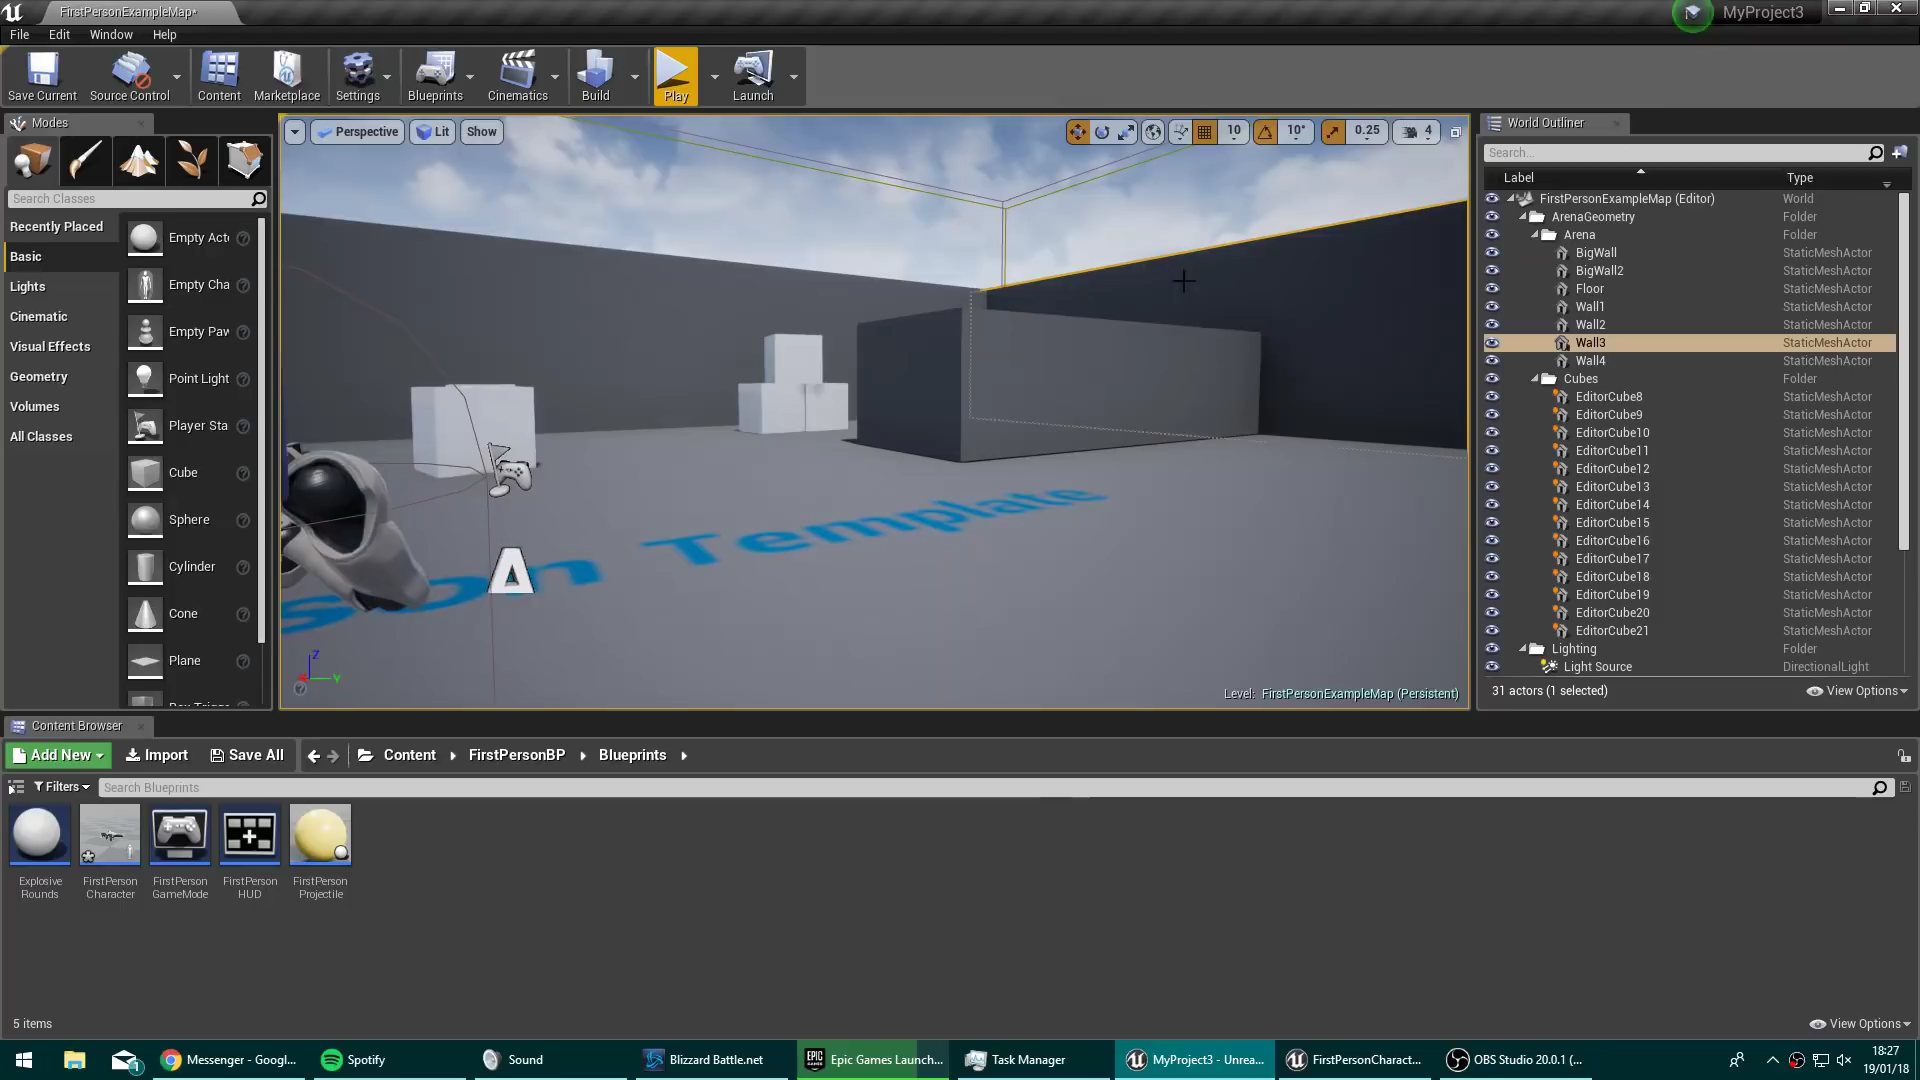 FirstPersonExampleMap*
MyProject3
File Edit Window Help
Save Current
Source Control
Content
Marketplace
Settings
Blueprints
Cinematics
Build
Play
Launch
Modes
Search Classes
Recently Placed
Basic
Lights
Cinematic
Visual Effects
Geometry
Volumes
All Classes
Empty Act
Empty Cha
Empty Paw
Point Light
Player Sta
Cube
Sphere
Cylinder
Cone
Plane
Perspective Lit Show
10 10° 0.25 4
Template
A
Z
Y
Level: FirstPersonExampleMap (Persistent)
World Outliner
Search...
Label Type
FirstPersonExampleMap (Editor) World
ArenaGeometry Folder
Arena Folder
BigWall StaticMeshActor
BigWall2 StaticMeshActor
Floor StaticMeshActor
Wall1 StaticMeshActor
Wall2 StaticMeshActor
Wall3 StaticMeshActor
Wall4 StaticMeshActor
Cubes Folder
EditorCube8 StaticMeshActor
EditorCube9 StaticMeshActor
EditorCube10 StaticMeshActor
EditorCube11 StaticMeshActor
EditorCube12 StaticMeshActor
EditorCube13 StaticMeshActor
EditorCube14 StaticMeshActor
EditorCube15 StaticMeshActor
EditorCube16 StaticMeshActor
EditorCube17 StaticMeshActor
EditorCube18 StaticMeshActor
EditorCube19 StaticMeshActor
EditorCube20 StaticMeshActor
EditorCube21 StaticMeshActor
Lighting Folder
Light Source DirectionalLight
31 actors (1 selected) View Options
Content Browser
Add New Import Save All Content FirstPersonBP Blueprints
Filters Search Blueprints
Explosive
Rounds
FirstPerson
Character
FirstPerson
GameMode
FirstPerson
HUD
FirstPerson
Projectile
5 items View Options
Messenger - Googl...
Spotify
Sound
Blizzard Battle.net
EPIC GAMES
Epic Games Launch...
Task Manager
MyProject3 - Unrea...
FirstPersonCharact...
OBS Studio 20.0.1 (...
18:27
19/01/18